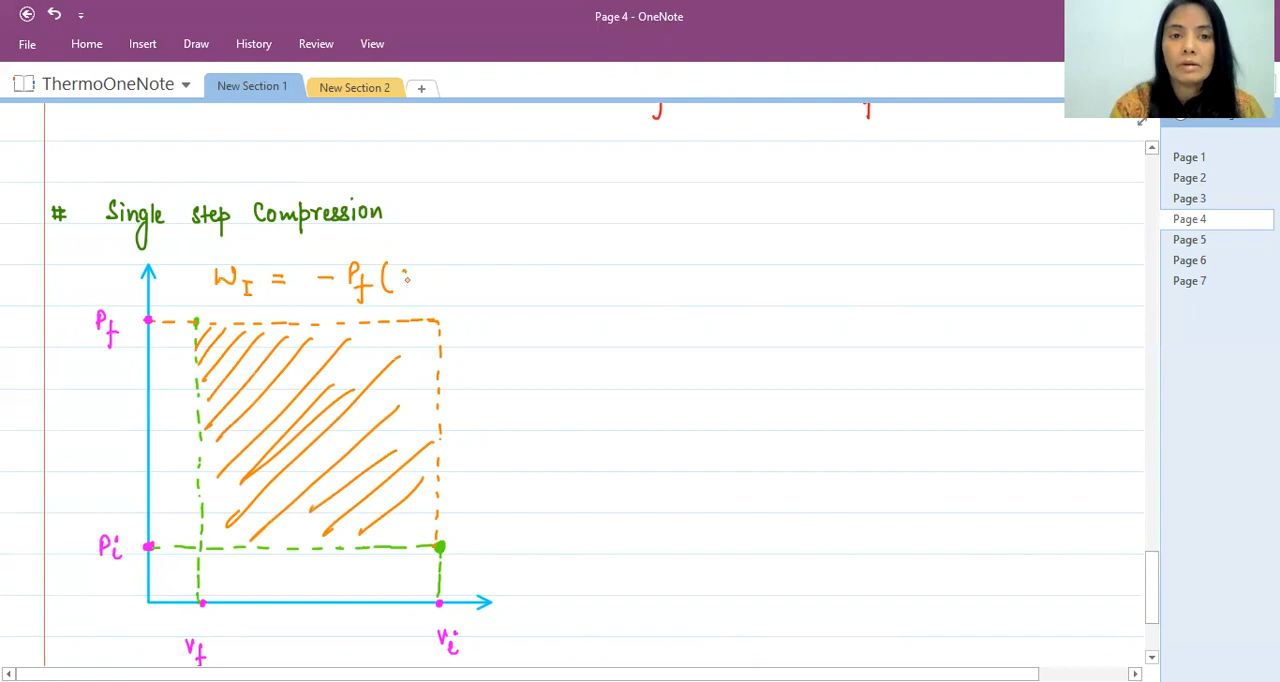 Page 4 - OneNote
File Home Insert Draw History Review View
ThermoOneNote New Section 1 New Section 2 +
Page 1
Page 2
Page 3
Page 4
Page 5
Page 6
Page 7
# Single step Compression
W_I = - P_f (
P_f
P_i
V_f V_i